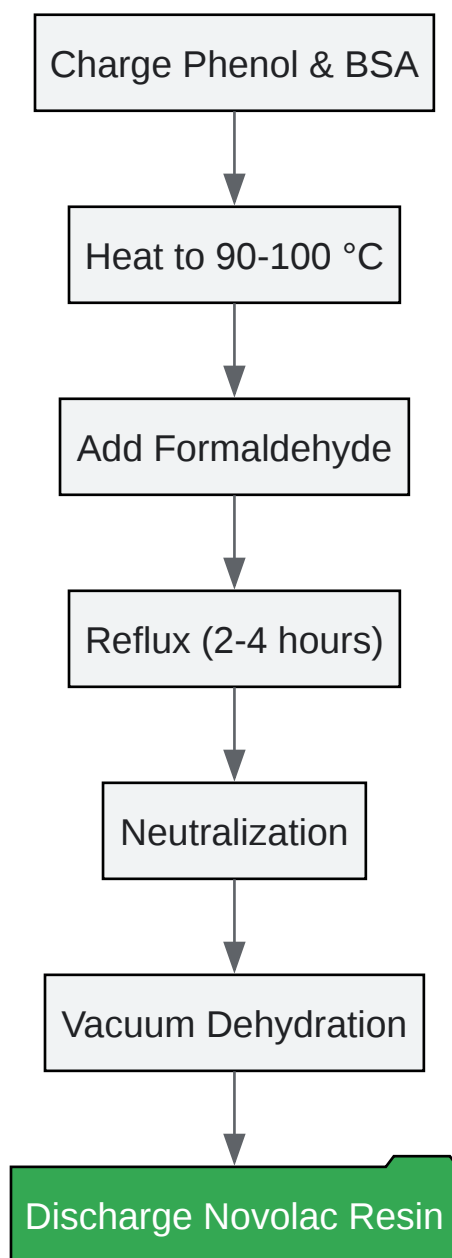 Charge Phenol & BSA
Heat to 90-100 °C
Add Formaldehyde
Reflux (2-4 hours)
Neutralization
Vacuum Dehydration
Discharge Novolac Resin